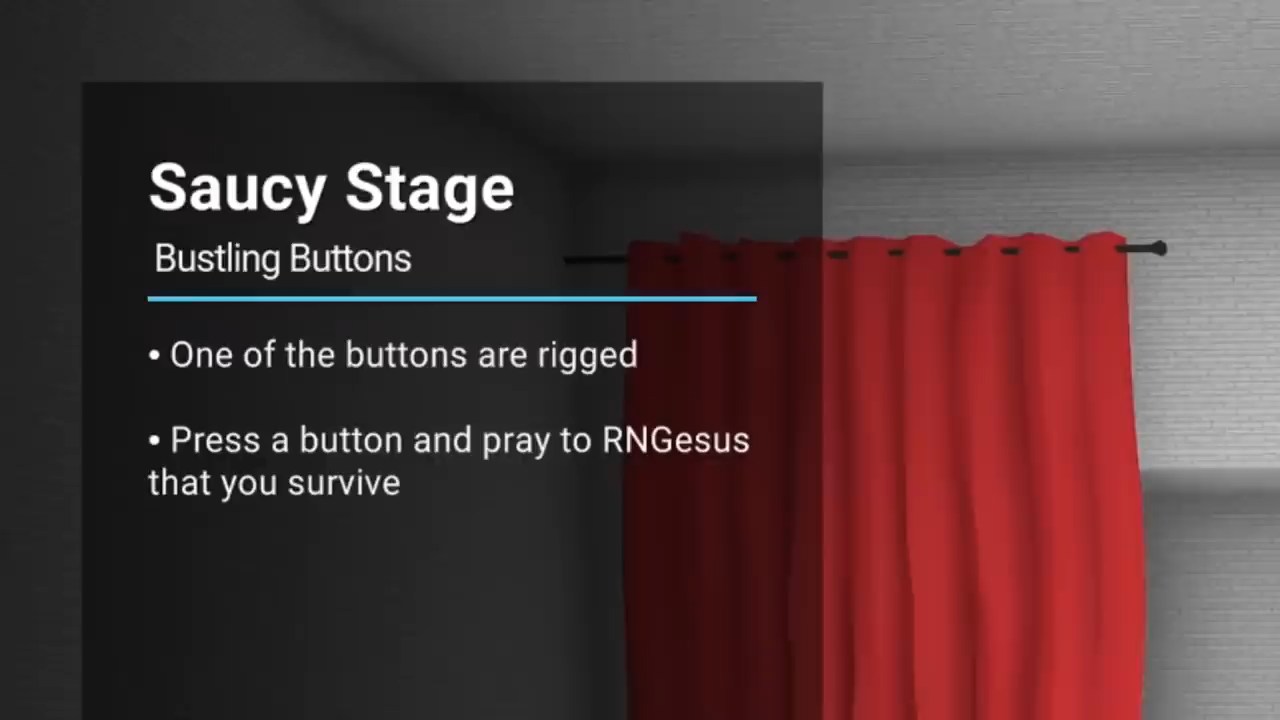 Saucy Stage
Bustling Buttons
• One of the buttons are rigged
• Press a button and pray to RNGesus
that you survive